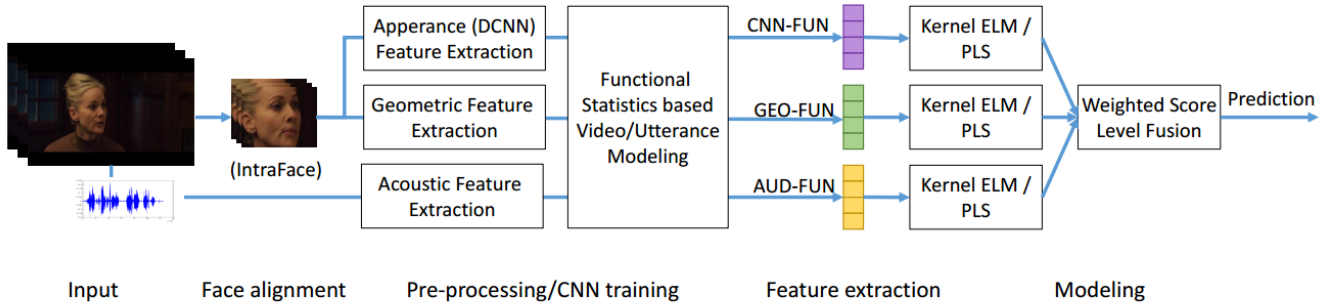 Apperance (DCNN)
Feature Extraction
Geometric Feature
Extraction
Acoustic Feature
Extraction
(IntraFace)
Functional
Statistics based
Video/Utterance
Modeling
CNN-FUN
GEO-FUN
AUD-FUN
Kernel ELM /
PLS
Kernel ELM /
PLS
Kernel ELM /
PLS
Weighted Score
Level Fusion
Prediction
Input
Face alignment
Pre-processing/CNN training
Feature extraction
Modeling